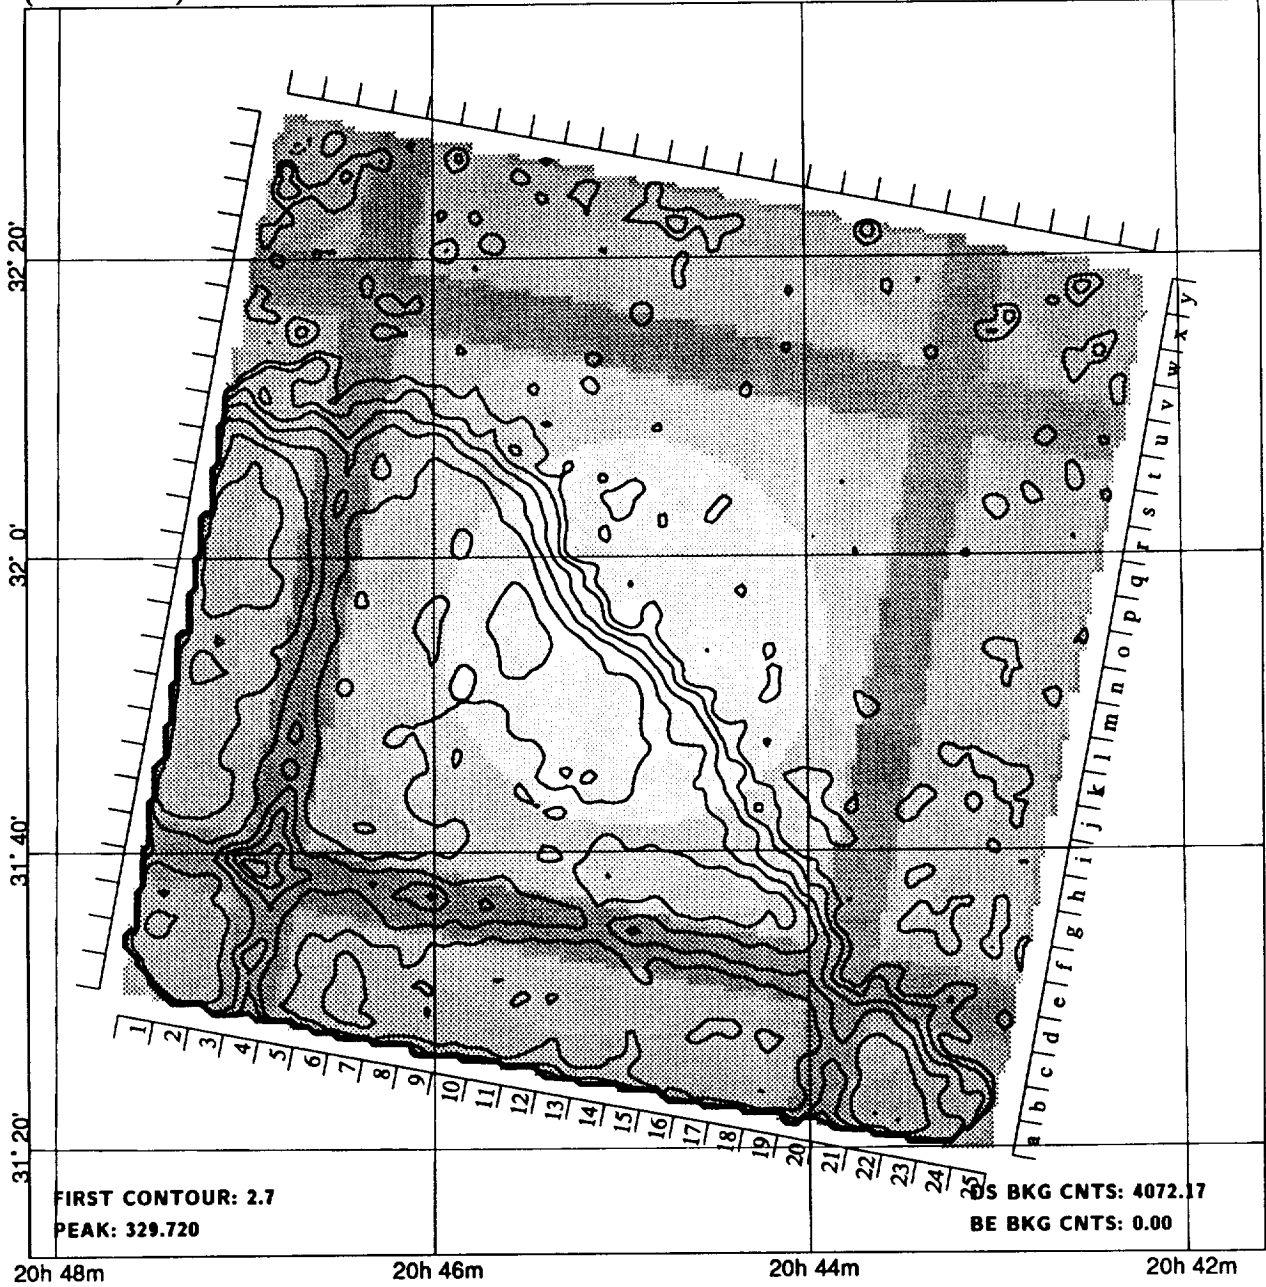 32° 20'
32° 0'
31° 40'
31° 20'
a b c d e f g h i j k l m n o p q r s t u v w x y
1 2 3 4 5 6 7 8 9 10 11 12 13 14 15 16 17 18 19 20 21 22 23 24 25
FIRST CONTOUR: 2.7
PEAK: 329.720
DS BKG CNTS: 4072.17
BE BKG CNTS: 0.00
20h 48m 20h 46m 20h 44m 20h 42m